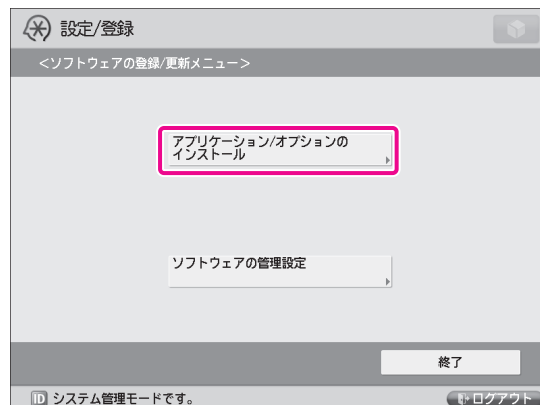 設定/登録
<ソフトウェアの登録/更新メニュー>
アプリケーション/オプションの
インストール
ソフトウェアの管理設定
終了
ID システム管理モードです。
ログアウト